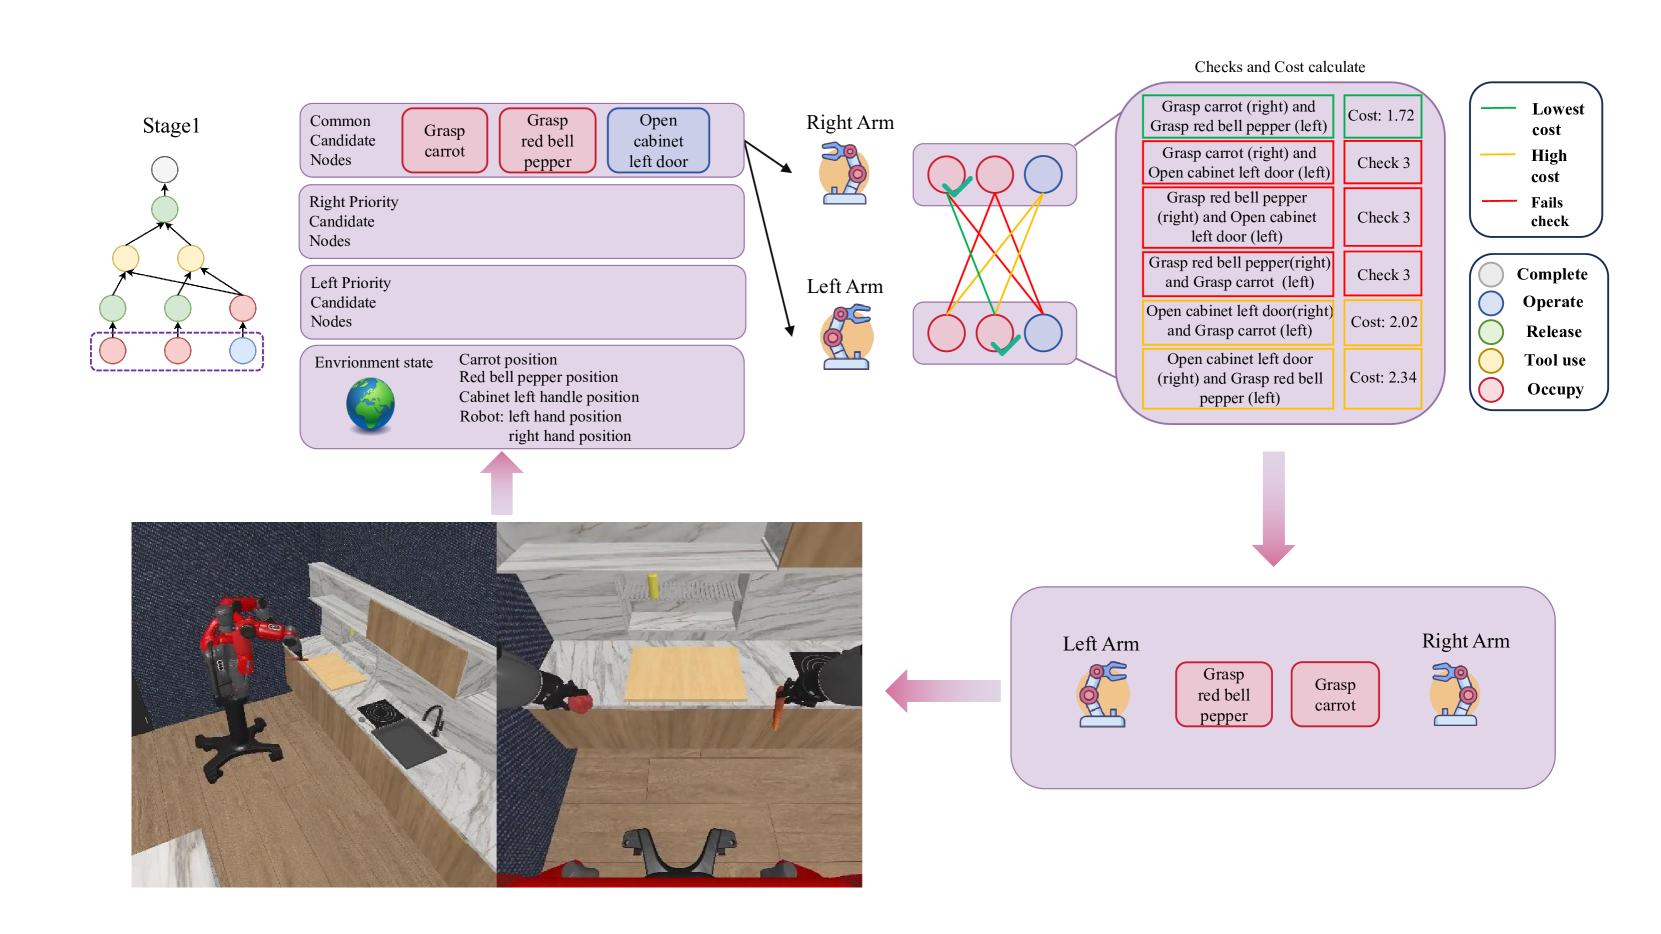 Stage1
Common
Candidate
Nodes
Grasp
carrot
Grasp
red bell
pepper
Open
cabinet
left door
Right Priority
Candidate
Nodes
Left Priority
Candidate
Nodes
Envrionment state
Carrot position
Red bell pepper position
Cabinet left handle position
Robot: left hand position
right hand position
Right Arm
Left Arm
Checks and Cost calculate
Grasp carrot (right) and
Grasp red bell pepper (left)
Cost: 1.72
Grasp carrot (right) and
Open cabinet left door (left)
Check 3
Grasp red bell pepper
(right) and Open cabinet
left door (left)
Check 3
Grasp red bell pepper(right)
and Grasp carrot (left)
Check 3
Open cabinet left door(right)
and Grasp carrot (left)
Cost: 2.02
Open cabinet left door
(right) and Grasp red bell
pepper (left)
Cost: 2.34
Lowest
cost
High
cost
Fails
check
Complete
Operate
Release
Tool use
Occupy
Left Arm
Grasp
red bell
pepper
Grasp
carrot
Right Arm